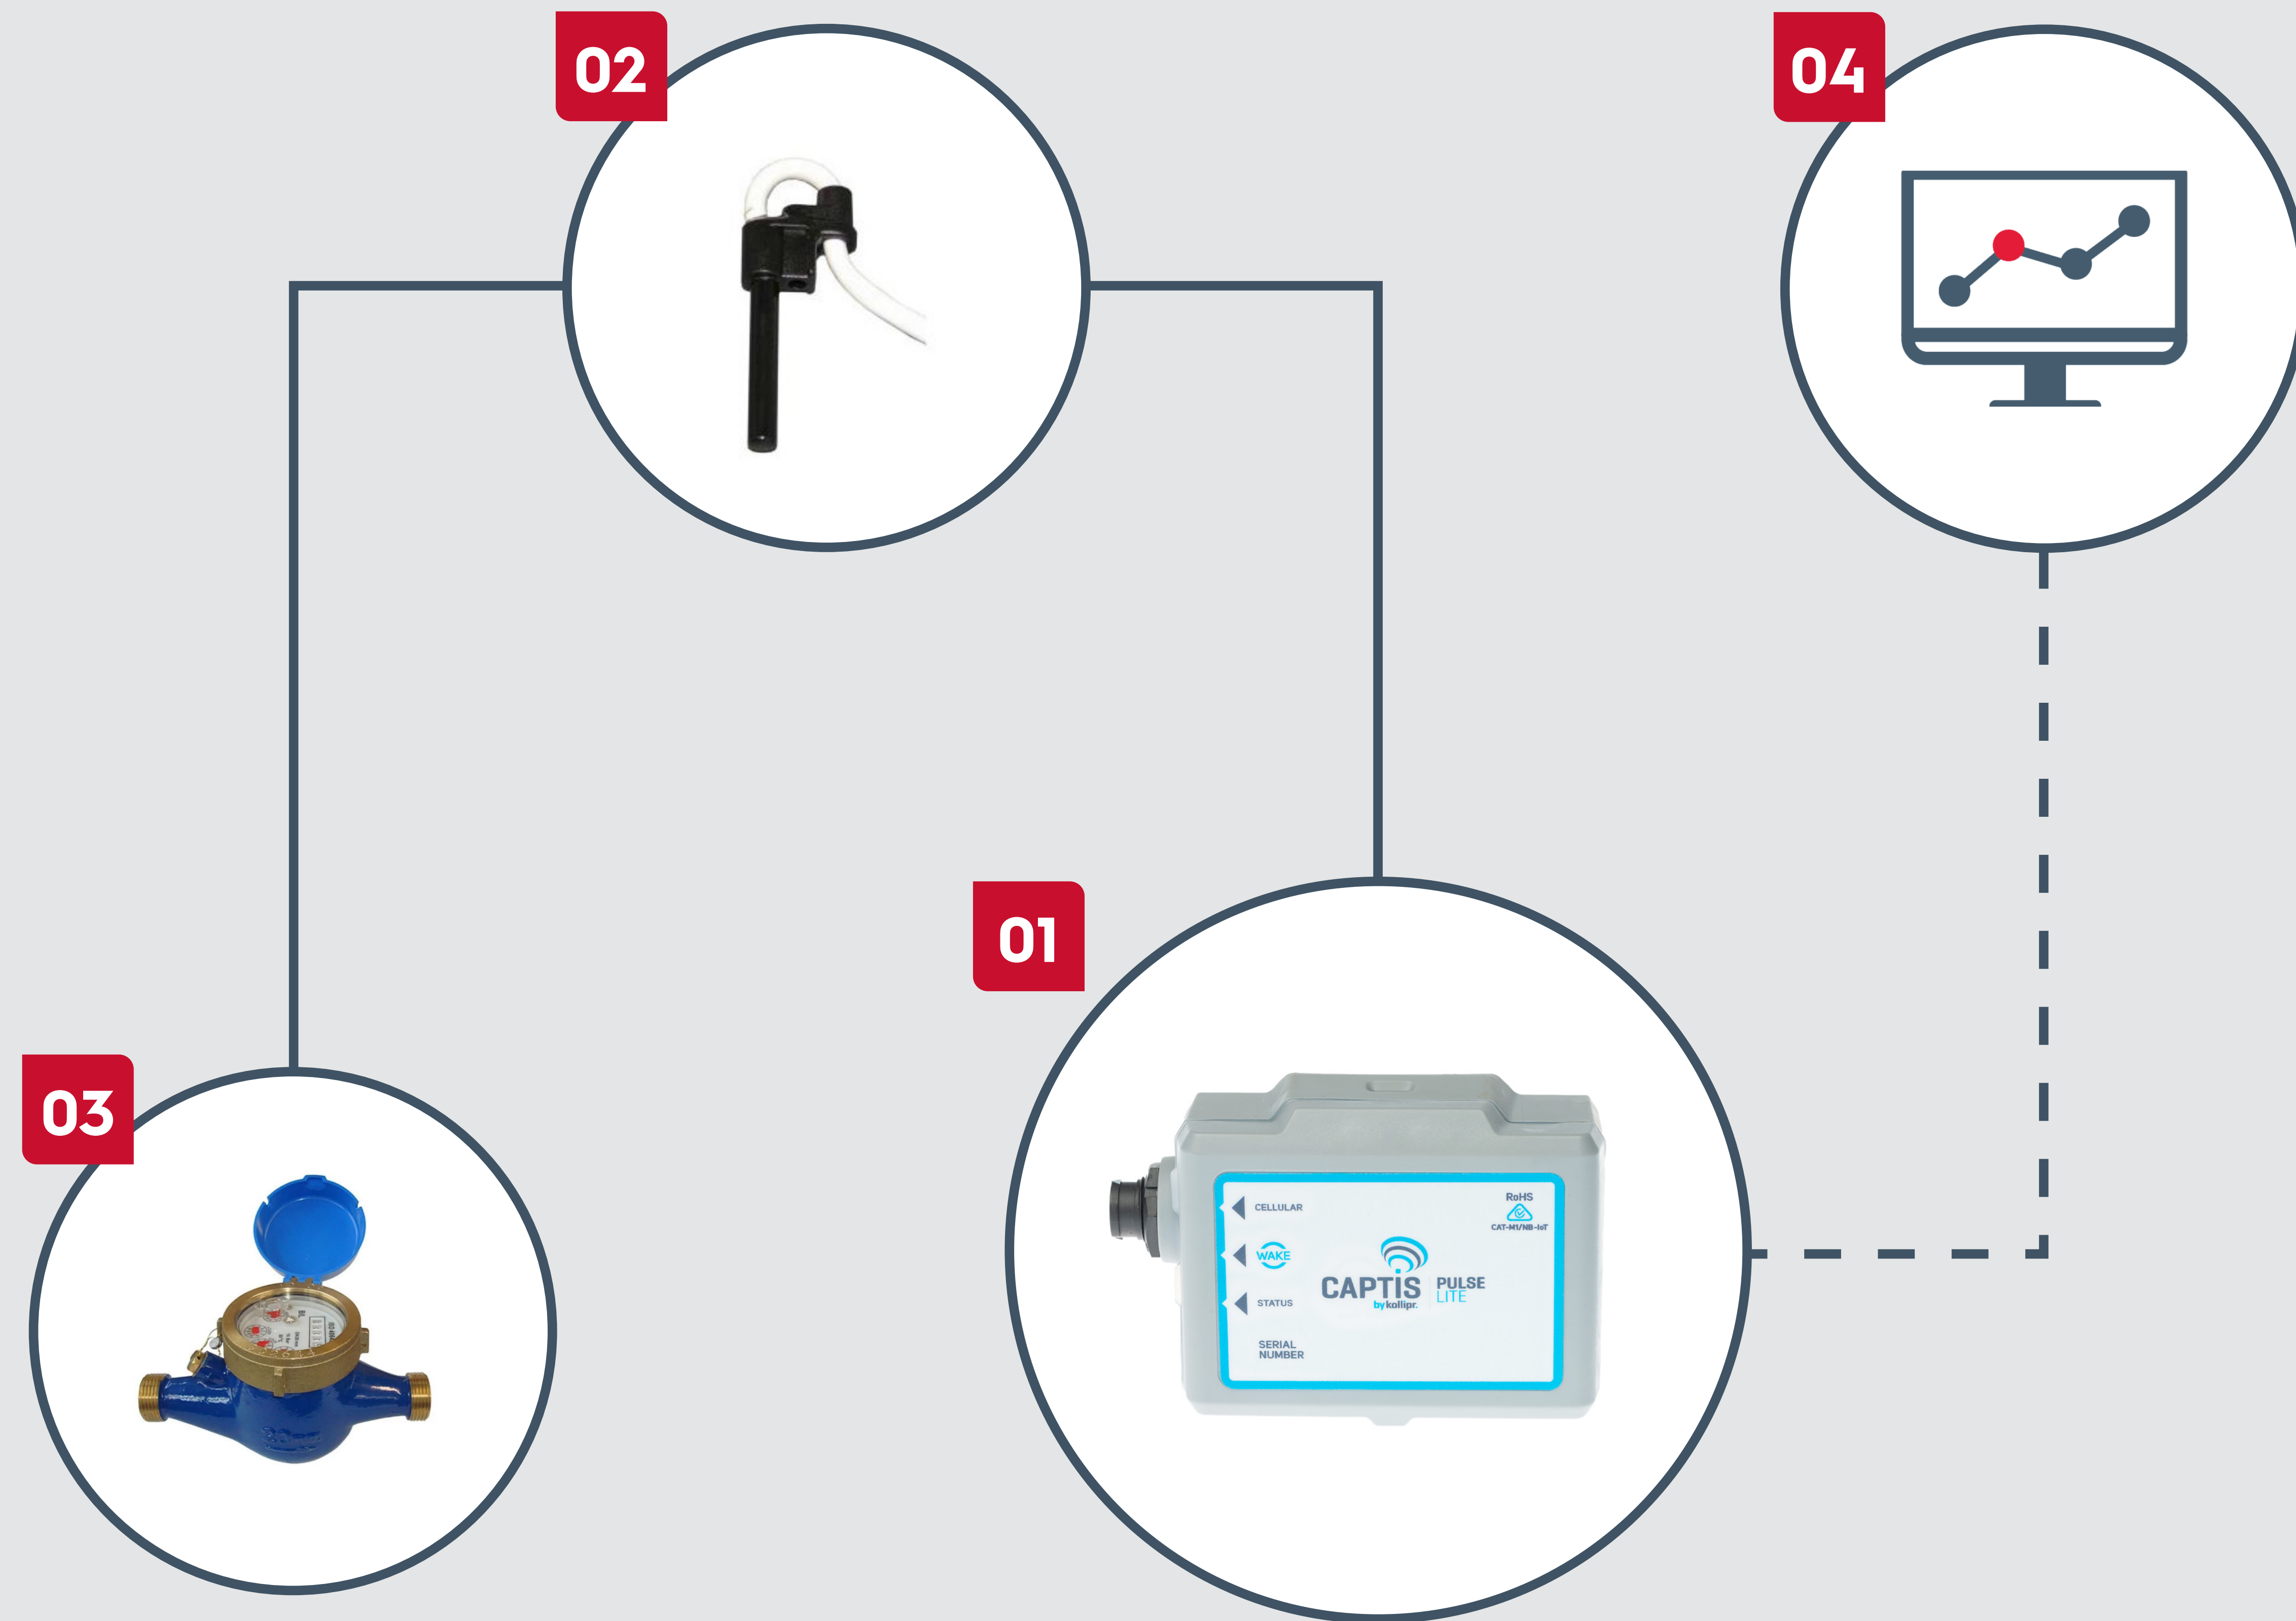 02
04
01
03
CELLULAR
WAKE
STATUS
SERIAL
NUMBER
RoHS
CAT-M1/NB-IoT
CAPTIS
by kallipr.
PULSE
LITE